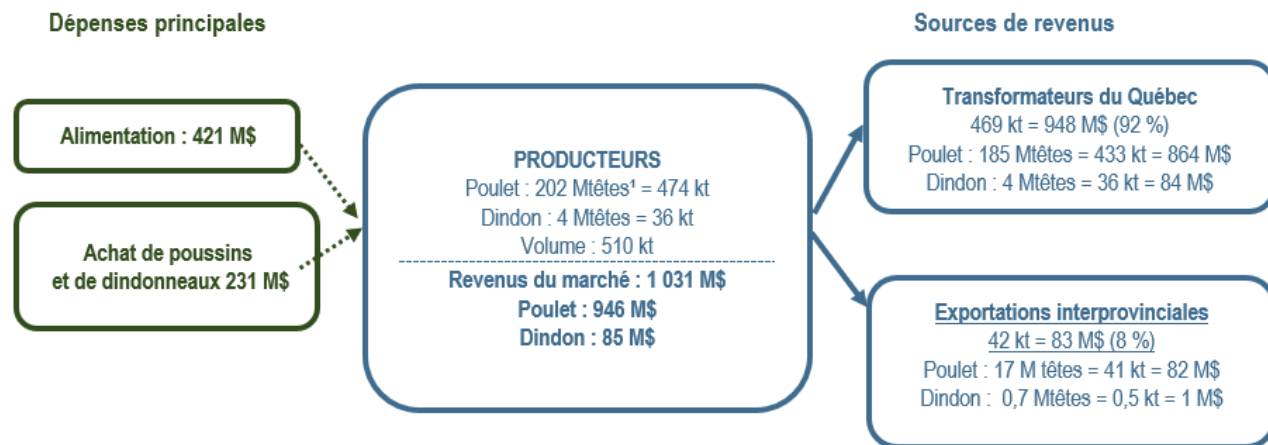 Dépenses principales
Sources de revenus
Alimentation : 421 M$
Achat de poussins
et de dindonneaux 231 M$
PRODUCTEURS
Poulet : 202 Mtêtes¹ = 474 kt
Dindon : 4 Mtêtes = 36 kt
Volume : 510 kt
Revenus du marché : 1 031 M$
Poulet : 946 M$
Dindon : 85 M$
Transformateurs du Québec
469 kt = 948 M$ (92 %)
Poulet : 185 Mtêtes = 433 kt = 864 M$
Dindon : 4 Mtêtes = 36 kt = 84 M$
Exportations interprovinciales
42 kt = 83 M$ (8 %)
Poulet : 17 M têtes = 41 kt = 82 M$
Dindon : 0,7 Mtêtes = 0,5 kt = 1 M$